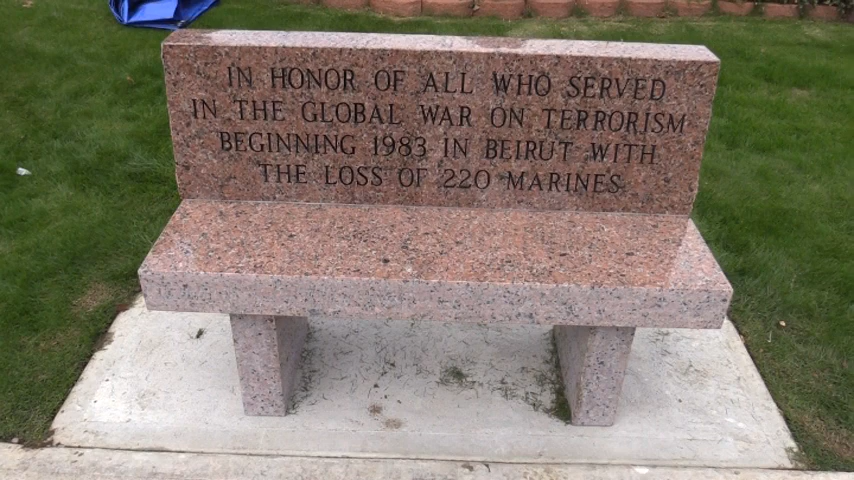 IN HONOR OF ALL WHO SERVED
IN THE GLOBAL WAR ON TERRORISM
BEGINNING 1983 IN BEIRUT WITH
THE LOSS OF 220 MARINES